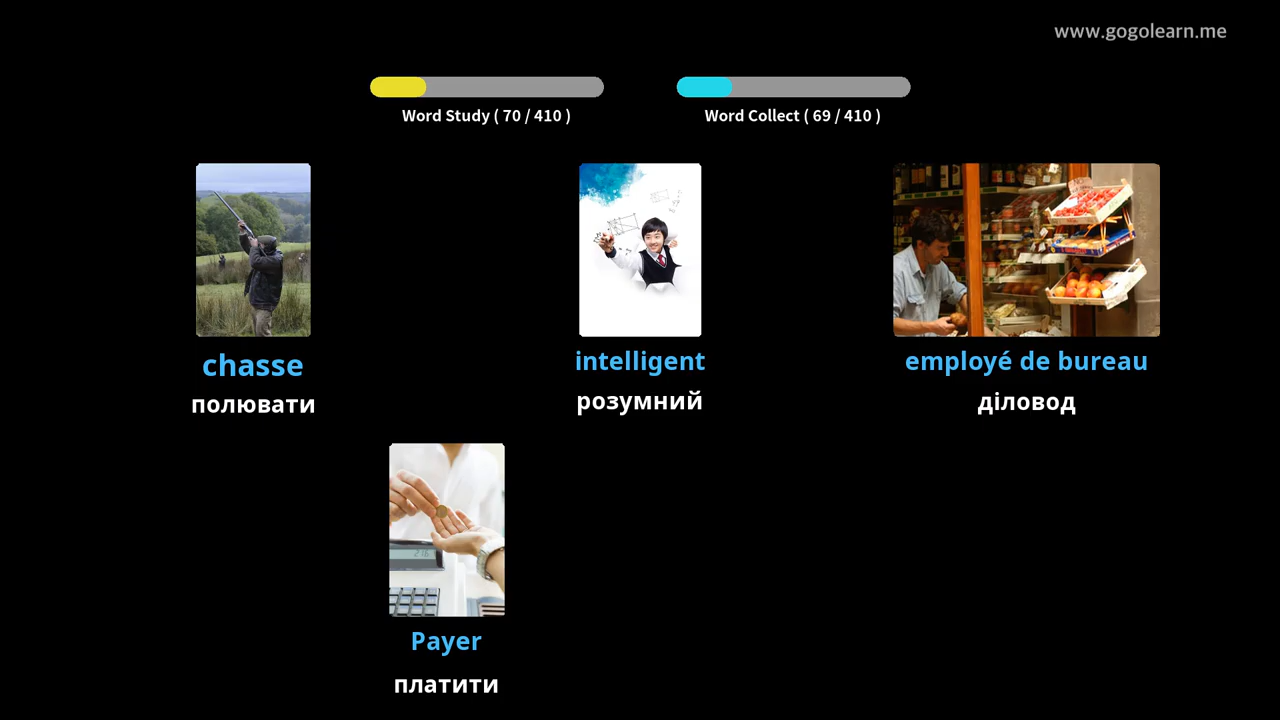 www.gogolearn.me
Word Study ( 70 / 410 )
Word Collect ( 69 / 410 )
chasse
intelligent
employé de bureau
полювати
розумний
діловод
Payer
платити